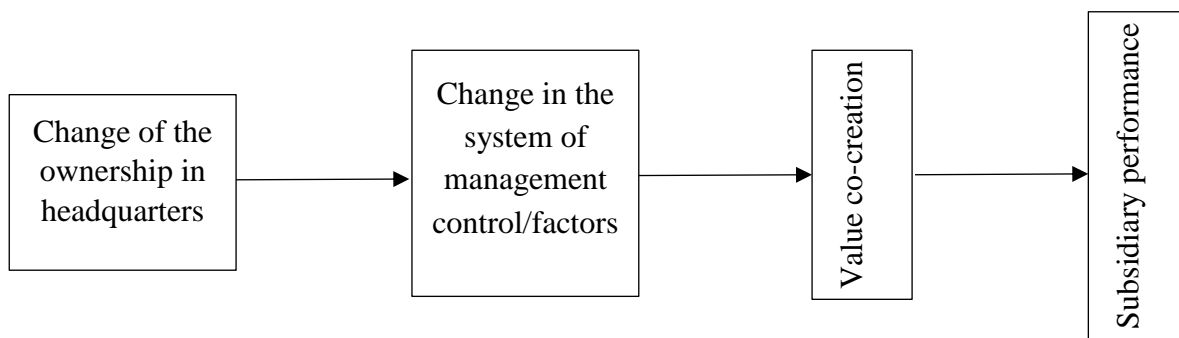 Change of the
ownership in
headquarters
Change in the
system of
management
control/factors
Value co-creation
Subsidiary performance